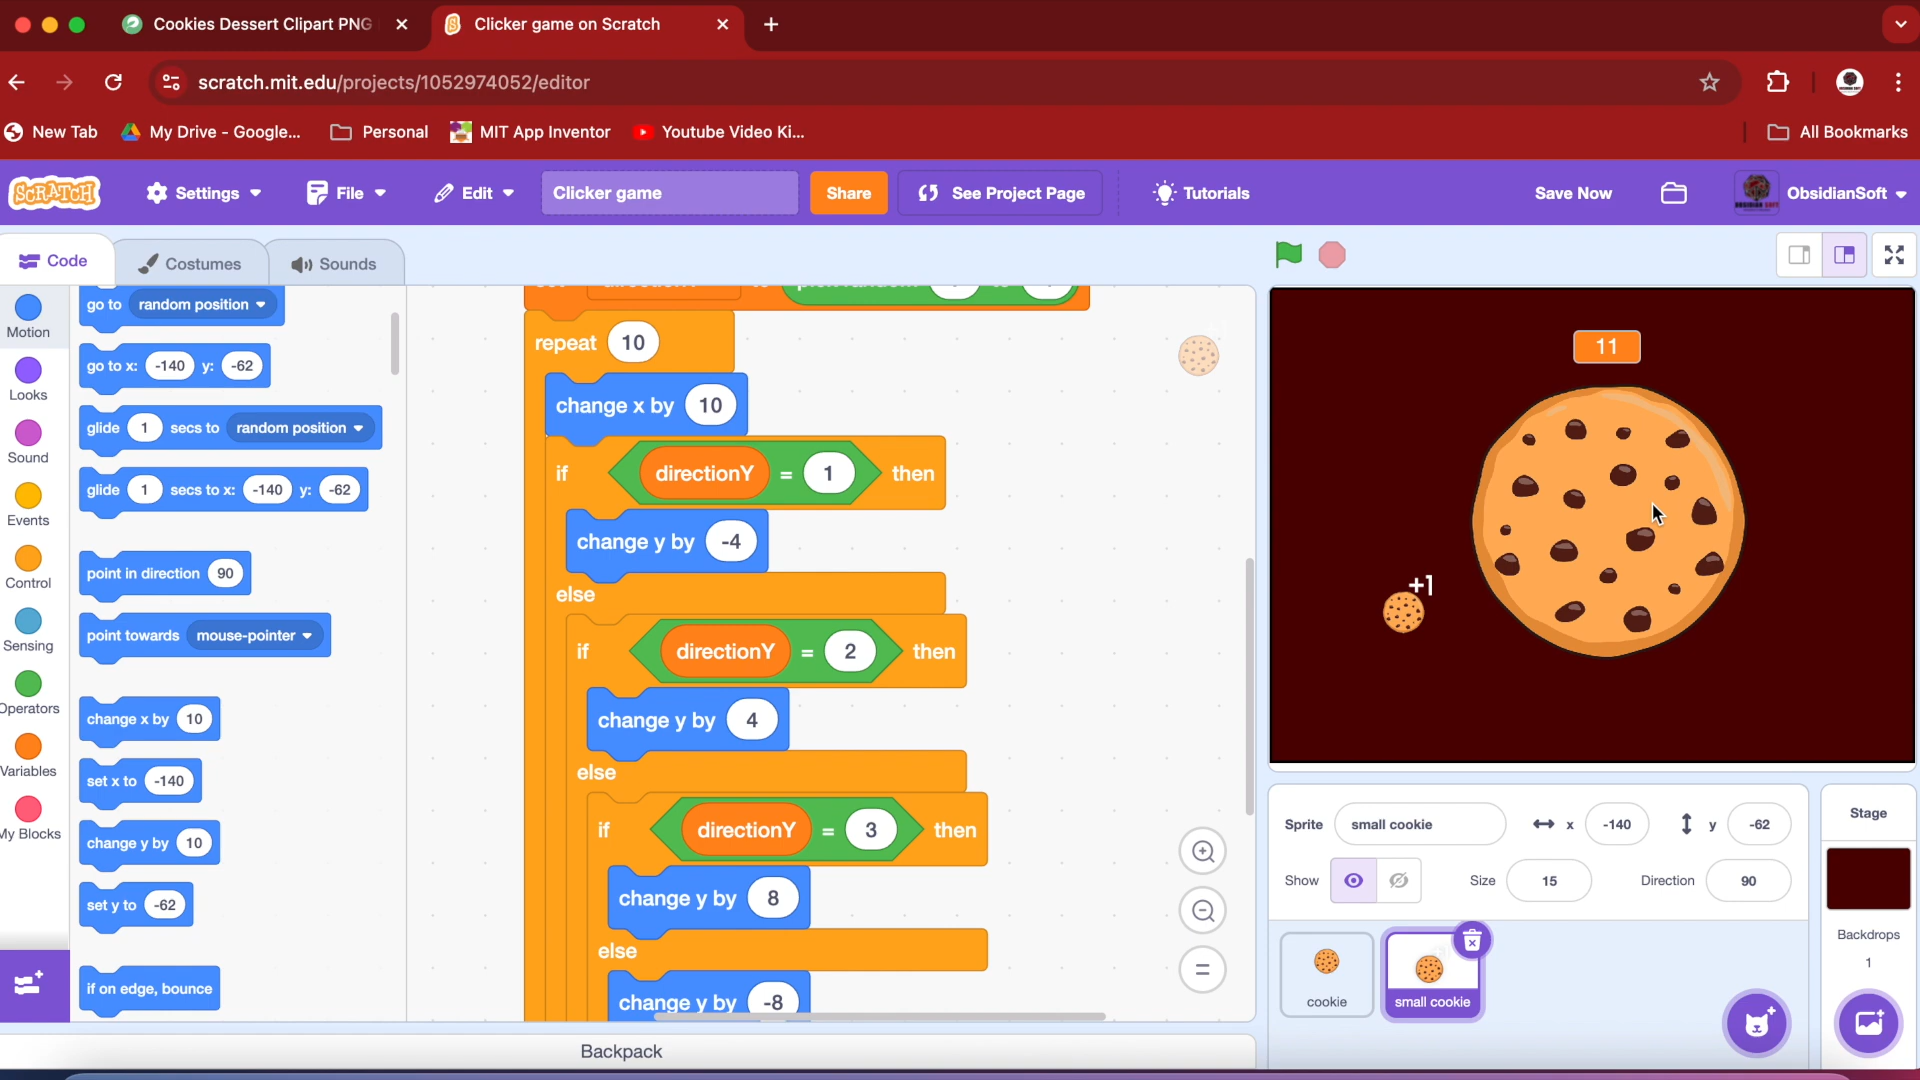 Cookies Dessert Clipart PNG
Clicker game on Scratch
scratch.mit.edu/projects/1052974052/editor
New Tab
My Drive - Google...
Personal
MIT App Inventor
Youtube Video Ki...
All Bookmarks
SCRATCH
Settings
File
Edit
Clicker game
Share
See Project Page
Tutorials
Save Now
ObsidianSoft
Code
Costumes
Sounds
Motion
Looks
Sound
Events
Control
Sensing
Operators
Variables
My Blocks
go to random position
go to x: -140 y: -62
glide 1 secs to random position
glide 1 secs to x: -140 y: -62
point in direction 90
point towards mouse-pointer
change x by 10
set x to -140
change y by 10
set y to -62
if on edge, bounce
repeat 10
change x by 10
if directionY = 1 then
change y by -4
else
if directionY = 2 then
change y by 4
else
if directionY = 3 then
change y by 8
else
change y by -8
Backpack
11
+1
Sprite small cookie x -140 y -62
Show Size 15 Direction 90
cookie
small cookie
Stage
Backdrops
1